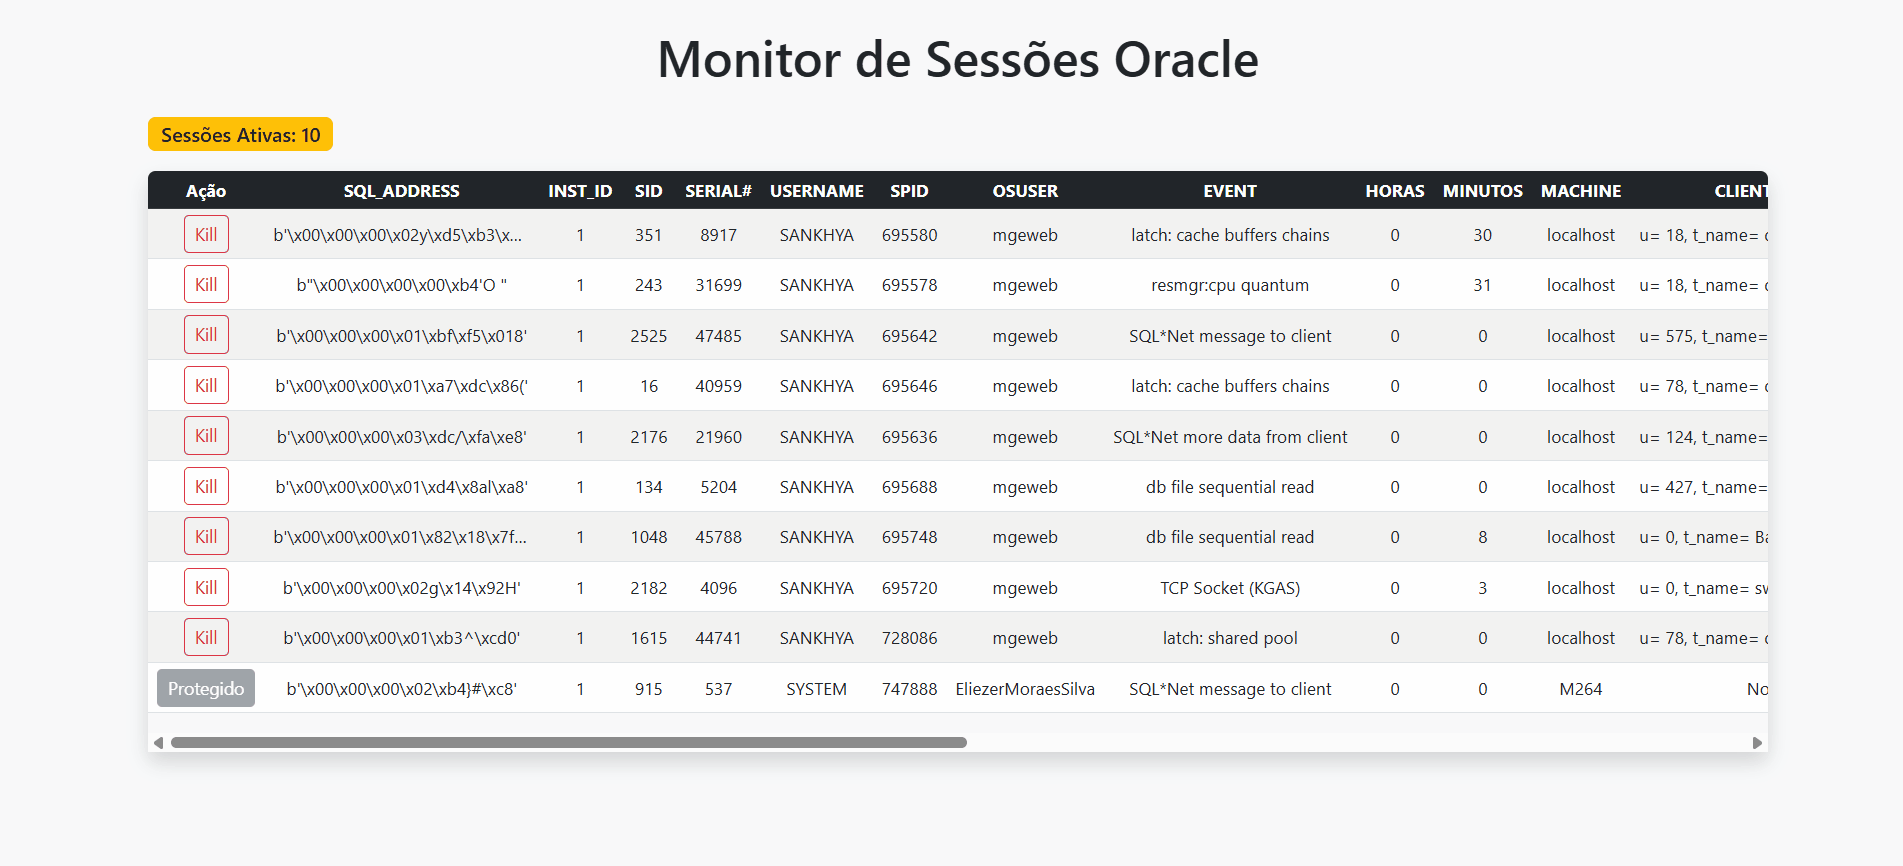 Monitor de Sessões Oracle
Sessões Ativas: 10
Ação SQL_ADDRESS INST_ID SID SERIAL# USERNAME SPID OSUSER EVENT HORAS MINUTOS MACHINE CLIENT
Kill b'\x00\x00\x00\x02y\xd5\xb3\x... 1 351 8917 SANKHYA 695580 mgeweb latch: cache buffers chains 0 30 localhost u= 18, t_name=
Kill b"\x00\x00\x00\x00\xb4'O " 1 243 31699 SANKHYA 695578 mgeweb resmgr:cpu quantum 0 31 localhost u= 18, t_name=
Kill b'\x00\x00\x00\x01\xbf\xf5\x018' 1 2525 47485 SANKHYA 695642 mgeweb SQL*Net message to client 0 0 localhost u= 575, t_name=
Kill b'\x00\x00\x00\x01\xa7\xdc\x86(' 1 16 40959 SANKHYA 695646 mgeweb latch: cache buffers chains 0 0 localhost u= 78, t_name=
Kill b'\x00\x00\x00\x03\xdc/\xfa\xe8' 1 2176 21960 SANKHYA 695636 mgeweb SQL*Net more data from client 0 0 localhost u= 124, t_name=
Kill b'\x00\x00\x00\x01\xd4\x8al\xa8' 1 134 5204 SANKHYA 695688 mgeweb db file sequential read 0 0 localhost u= 427, t_name=
Kill b'\x00\x00\x00\x01\x82\x18\x7f... 1 1048 45788 SANKHYA 695748 mgeweb db file sequential read 0 8 localhost u= 0, t_name= Ba
Kill b'\x00\x00\x00\x02g\x14\x92H' 1 2182 4096 SANKHYA 695720 mgeweb TCP Socket (KGAS) 0 3 localhost u= 0, t_name= sw
Kill b'\x00\x00\x00\x01\xb3^\xcd0' 1 1615 44741 SANKHYA 728086 mgeweb latch: shared pool 0 0 localhost u= 78, t_name=
Protegido b'\x00\x00\x00\x02\xb4}#\xc8' 1 915 537 SYSTEM 747888 EliezerMoraesSilva SQL*Net message to client 0 0 M264 No